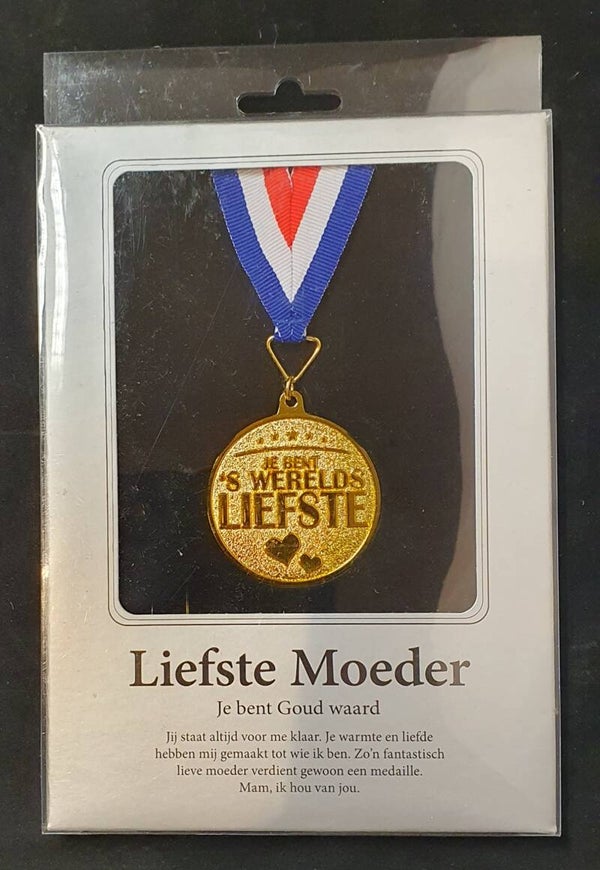 JE BENT
'S WERELDS
LIEFSTE
Liefste Moeder
Je bent Goud waard
Jij staat altijd voor me klaar. Je warmte en liefde
hebben mij gemaakt tot wie ik ben. Zo'n fantastisch
lieve moeder verdient gewoon een medaille.
Mam, ik hou van jou.